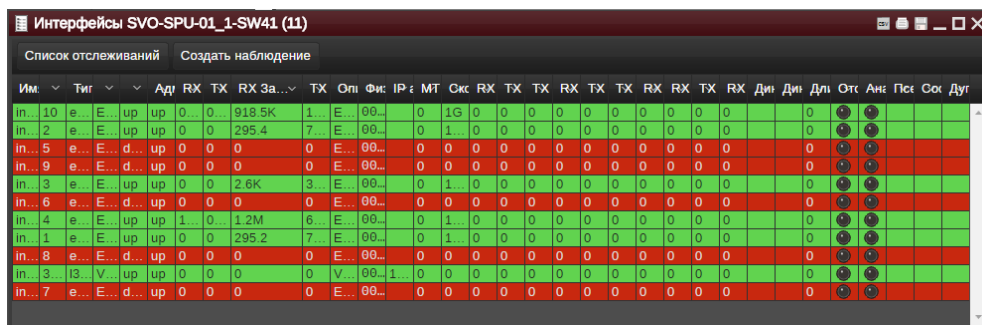 Интерфейсы SVO-SPU-01_1-SW41 (11)
Список отслеживаний Создать наблюдение
Им: Тиг Адг RX TX RX За... TX Опі Физ IP a MT Скс RX TX RX TX RX TX RX RX TX RX Дин Дин Дли Отс Ана Псе Сос Дуг
in... 10 e... E... up up 0... 0... 918.5K 1... E... 00... 0 1G 0 0 0 0 0 0 0 0 0 0 0
in... 2 e... E... up up 0 0 295.4 7... E... 00... 0 1... 0 0 0 0 0 0 0 0 0 0 0
in... 5 e... E... d... up 0 0 0 0 E... 00... 0 0 0 0 0 0 0 0 0 0 0 0 0
in... 9 e... E... d... up 0 0 0 0 E... 00... 0 0 0 0 0 0 0 0 0 0 0 0 0
in... 3 e... E... up up 0 0 2.6K 3... E... 00... 0 1... 0 0 0 0 0 0 0 0 0 0 0
in... 6 e... E... d... up 0 0 0 0 E... 00... 0 0 0 0 0 0 0 0 0 0 0 0 0
in... 4 e... E... up up 1... 0... 1.2M 6... E... 00... 0 1... 0 0 0 0 0 0 0 0 0 0 0
in... 1 e... E... up up 0 0 295.2 7... E... 00... 0 1... 0 0 0 0 0 0 0 0 0 0 0
in... 8 e... E... d... up 0 0 0 0 E... 00... 0 0 0 0 0 0 0 0 0 0 0 0 0
in... 3... I3... V... up up 0 0 0 0 V... 00... 1... 0 0 0 0 0 0 0 0 0 0 0 0 0
in... 7 e... E... d... up 0 0 0 0 E... 00... 0 0 0 0 0 0 0 0 0 0 0 0 0